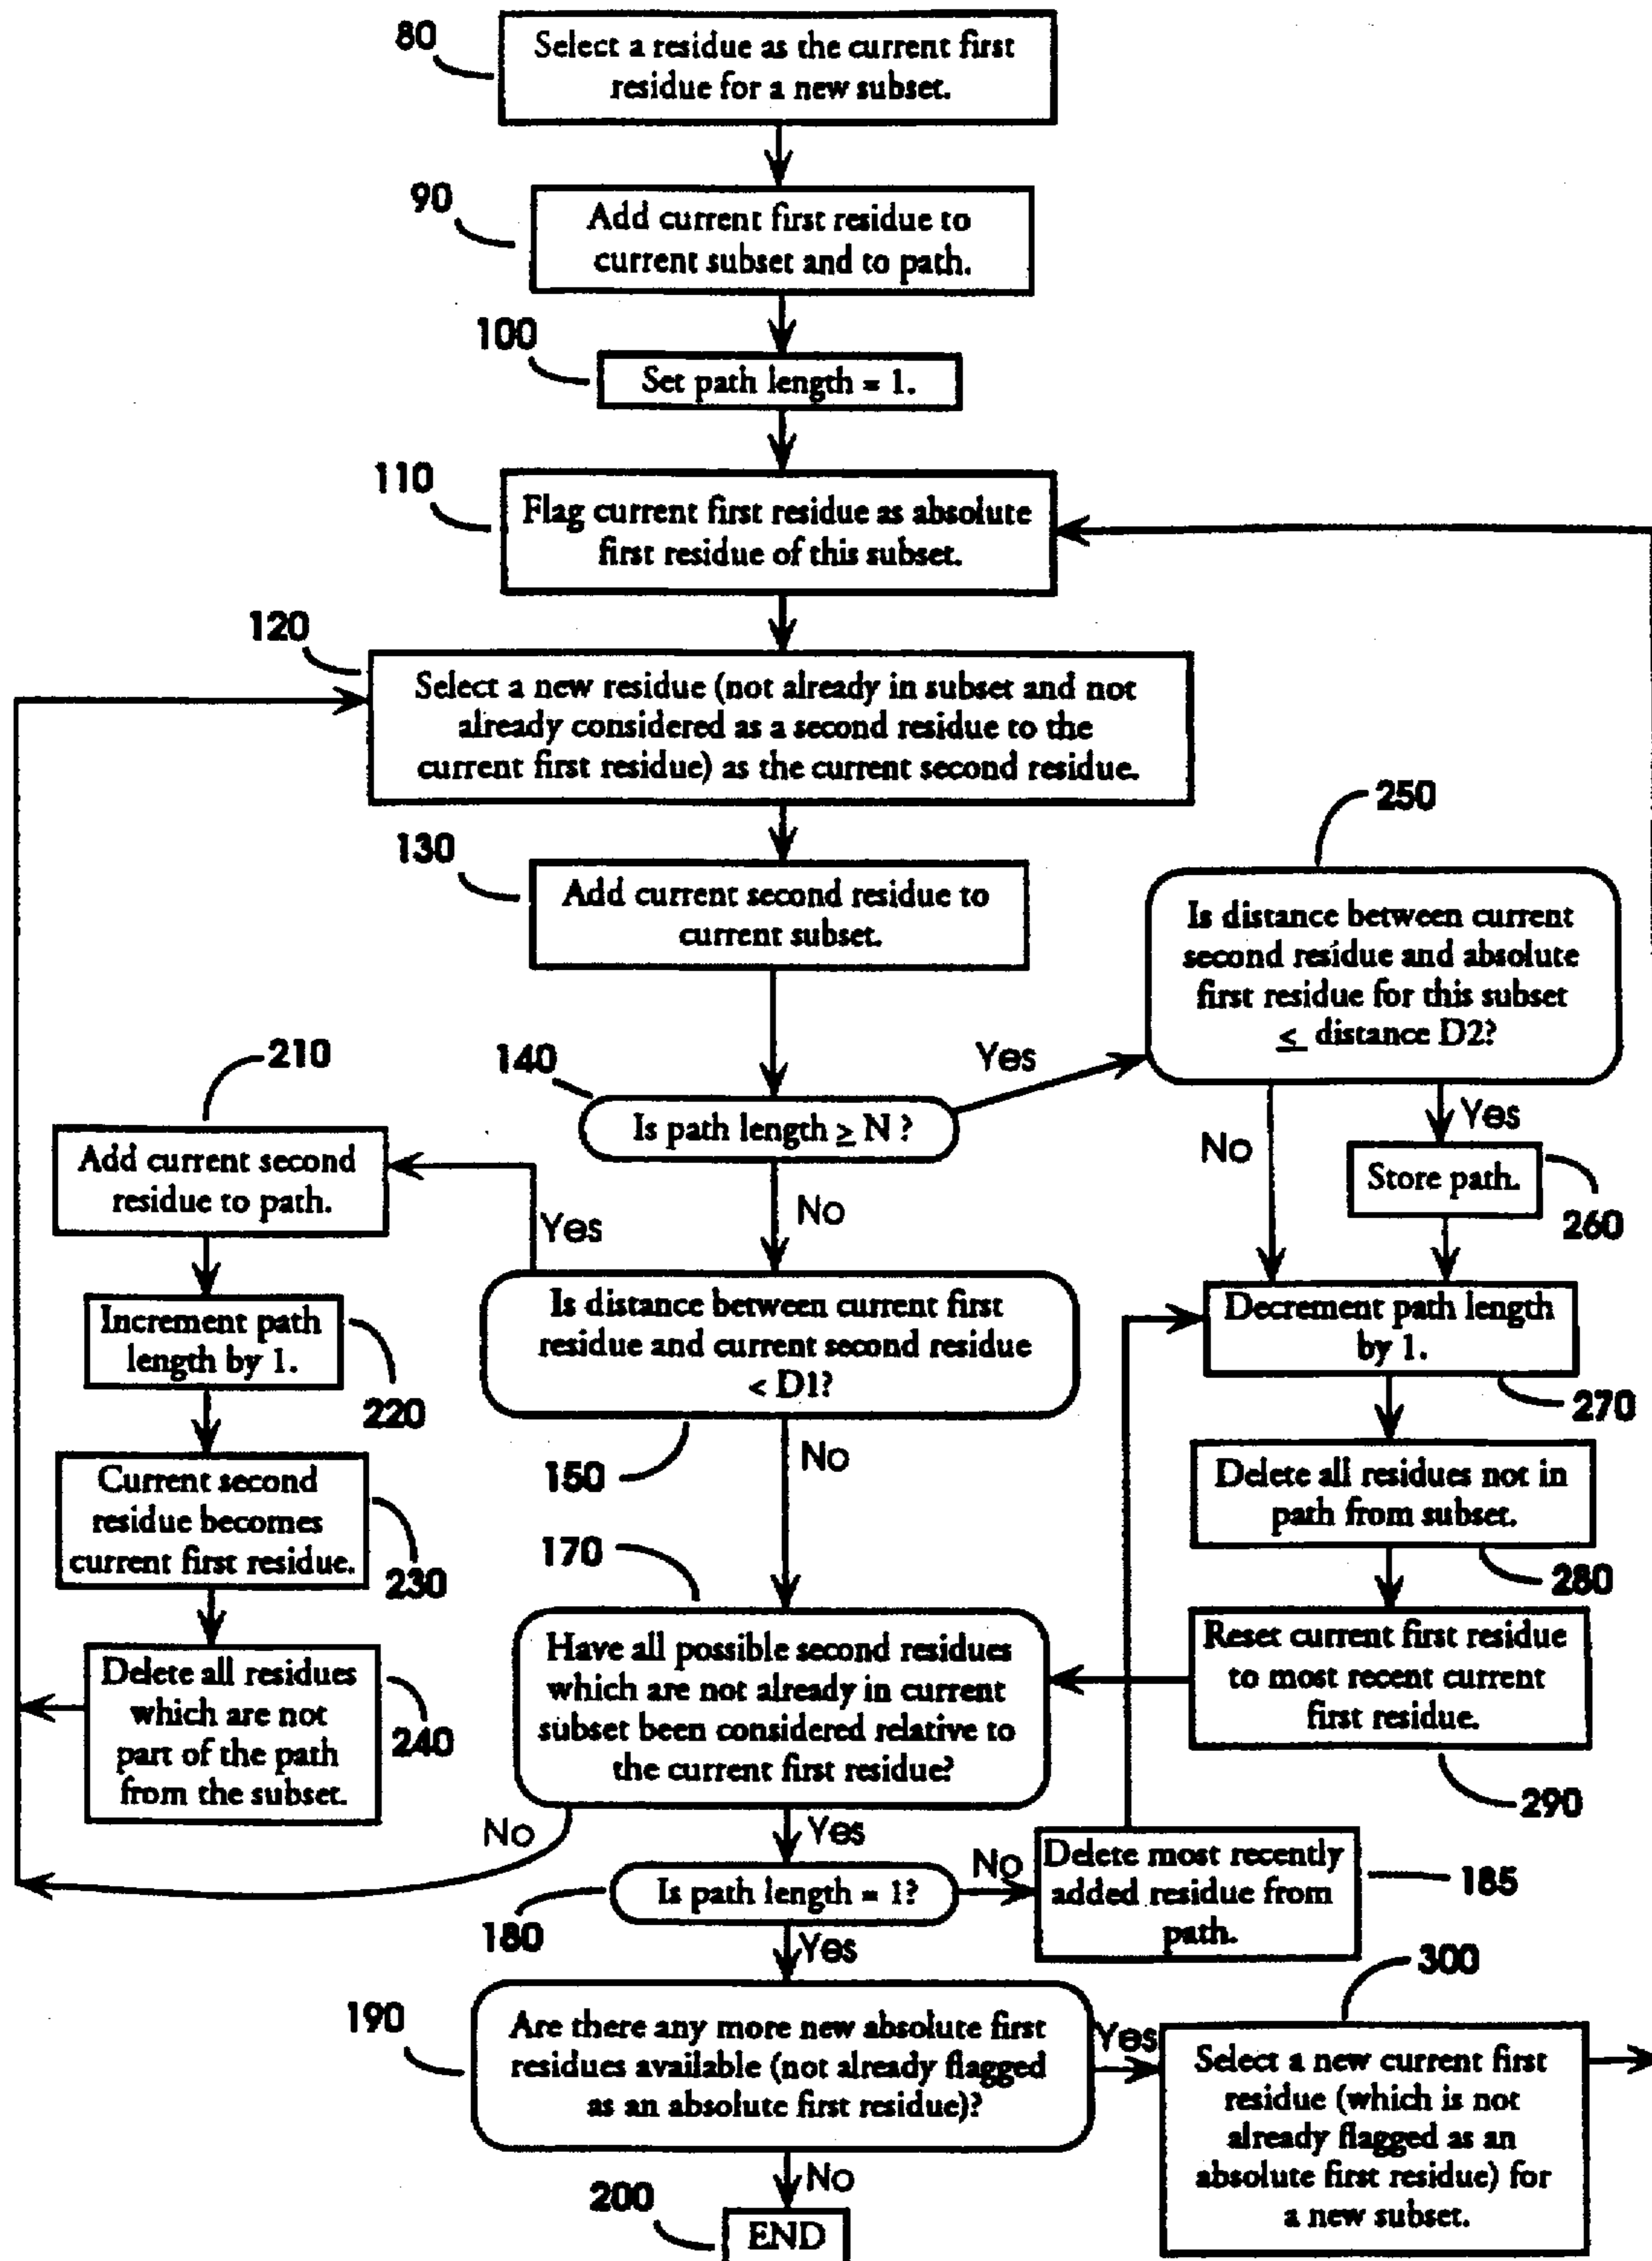 80
Select a residue as the current first
residue for a new subset.
90
Add current first residue to
current subset and to path.
100
Set path length = 1.
110
Flag current first residue as absolute
first residue of this subset.
120
Select a new residue (not already in subset and not
already considered as a second residue to the
current first residue) as the current second residue.
130
Add current second residue to
current subset.
250
Is distance between current
second residue and absolute
first residue for this subset
≤ distance D2?
140
Is path length ≥ N ?
Yes
No
Yes
No
Store path.
260
210
Add current second
residue to path.
Yes
Increment path
length by 1.
220
Is distance between current first
residue and current second residue
< D1?
150
No
Decrement path length
by 1.
270
Current second
residue becomes
current first residue.
230
Delete all residues not in
path from subset.
280
170
Have all possible second residues
which are not already in current
subset been considered relative to
the current first residue?
No
Yes
Reset current first residue
to most recent current
first residue.
290
Delete all residues
which are not
part of the path
from the subset.
240
Is path length = 1?
180
No
Yes
Delete most recently
added residue from
path.
185
190
Are there any more new absolute first
residues available (not already flagged
as an absolute first residue)?
Yes
No
300
Select a new current first
residue (which is not
already flagged as an
absolute first residue) for
a new subset.
200
END